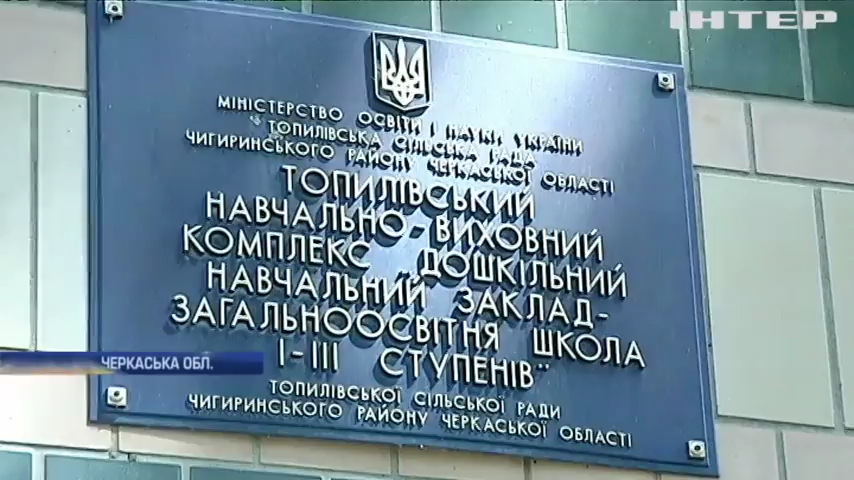 ІНТЕР
МІНІСТЕРСТВО ОСВІТИ І НАУКИ УКРАЇНИ
ТОПИЛІВСЬКА СІЛЬСЬКА РАДА
ЧИГИРИНСЬКОГО РАЙОНУ ЧЕРКАСЬКОЇ ОБЛАСТІ
ТОПИЛІВСЬКИЙ
НАВЧАЛЬНО-ВИХОВНИЙ
КОМПЛЕКС „ДОШКІЛЬНИЙ
НАВЧАЛЬНИЙ ЗАКЛАД-
ЗАГАЛЬНООСВІТНЯ ШКОЛА
І-ІІІ СТУПЕНІВ"
ТОПИЛІВСЬКОЇ СІЛЬСЬКОЇ РАДИ
ЧИГИРИНСЬКОГО РАЙОНУ ЧЕРКАСЬКОЇ ОБЛАСТІ
ЧЕРКАСЬКА ОБЛ.